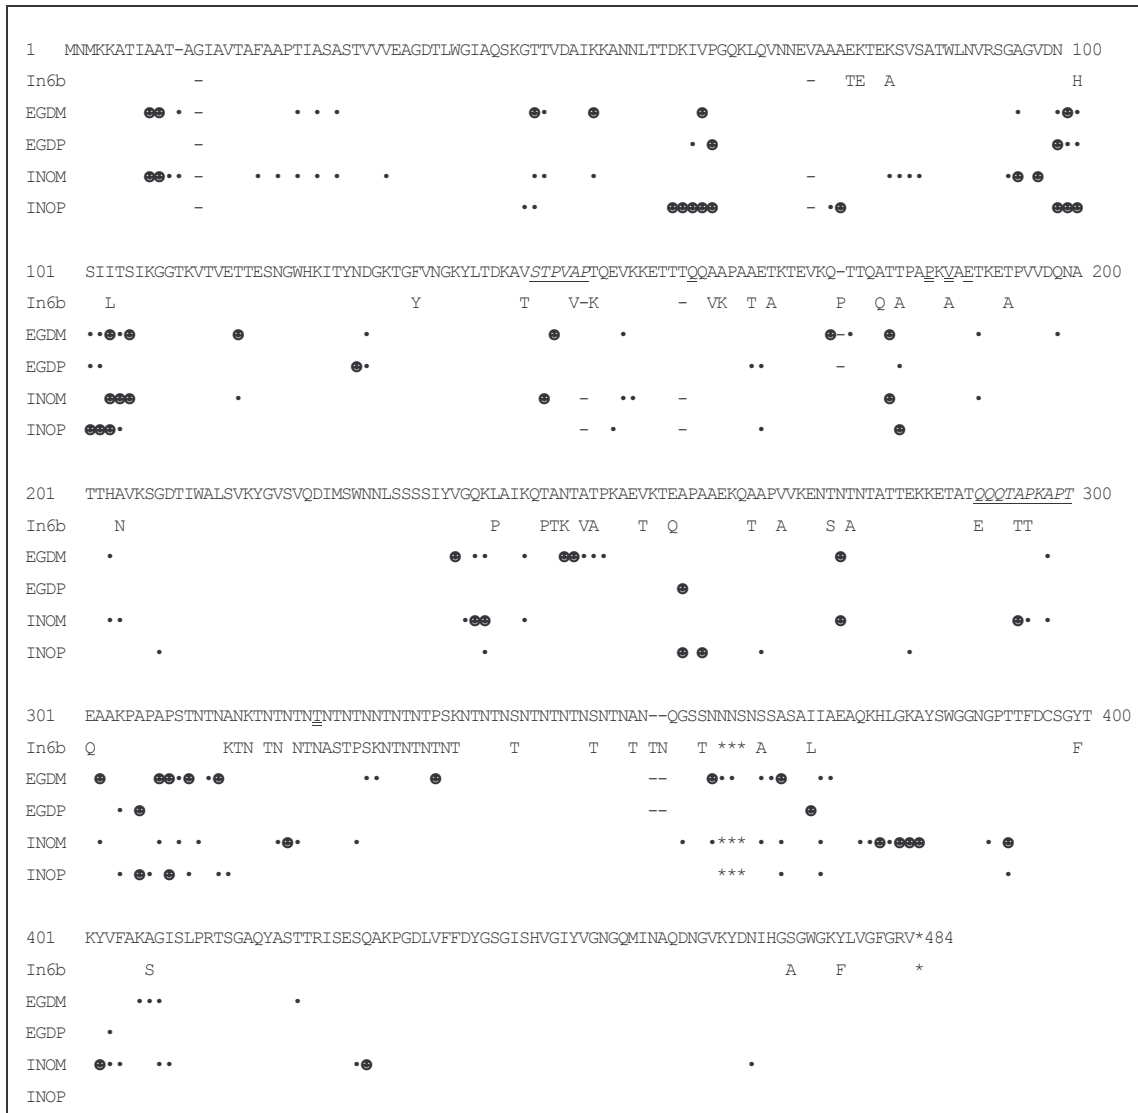 1 MNMKKATIAAT-AGIAVTAFAAPTIASASTVVVEAGDTLWGIAQSKGTTVDAIKKANNLTTDKIVPGQKLQVNNEVAAAEKTEKSVSATWLNVRSGAGVDN 100
In6b – – TE A H
EGDM ☻☻ • – • • • ☻• ☻ ☻ • •☻•
EGDP – • ☻ ☻••
INOM ☻☻•• – • • • • • • •• • – •••• •☻ ☻
INOP – •• ☻☻☻☻☻ – •☻ ☻☻☻
101 SIITSIKGGTKVTVETTESNGWHKITYNDGKTGFVNGKYLTDKAVSTPVAPTQEVKKETTTQQAAPAAETKTEVKQ-TTQATTPAPKVAETKETPVVDQNA 200
In6b L Y T V-K – VK T A P Q A A A
EGDM ••☻•☻ ☻ • ☻ • ☻–• ☻ • •
EGDP •• ☻• •• – •
INOM ☻☻☻ • ☻ – •• – ☻ •
INOP ☻☻☻• – • – • ☻
201 TTHAVKSGDTIWALSVKYGVSVQDIMSWNNLSSSSIYVGQKLAIKQTANTATPKAEVKTEAPAAEKQAAPVVKENTNTNTATTEKKETATQQQTAPKAPT 300
In6b N P PTK VA T Q T A S A E TT
EGDM • ☻ •• • ☻☻••• ☻ •
EGDP ☻
INOM •• •☻☻ • ☻ ☻• •
INOP • • ☻ ☻ • •
301 EAAKPAPAPSTNTNANKTNTNTNTNTNTNNTNTNTPSKNTNTNSNTNTNTNSNTNAN--QGSSNNNSNSSASAIIAEAQKHLGKAYSWGGNGPTTFDCSGYT 400
In6b Q KTN TN NTNASTPSKNTNTNTNT T T T TN T *** A L F
EGDM ☻ ☻☻•☻ •☻ •• ☻ –– ☻•• ••☻ ••
EGDP • ☻ –– ☻
INOM • • • • •☻• • • •*** • • • ••☻•☻☻☻ • ☻
INOP • ☻• ☻ • •• *** • • •
401 KYVFAKAGISLPRTSGAQYASTTRISESQAKPGDLVFFDYGSGISHVGIYVGNGQMINAQDNGVKYDNIHGSGWGKYLVGFGRV*484
In6b S A F *
EGDM ••• •
EGDP •
INOM ☻•• •• •☻ •
INOP